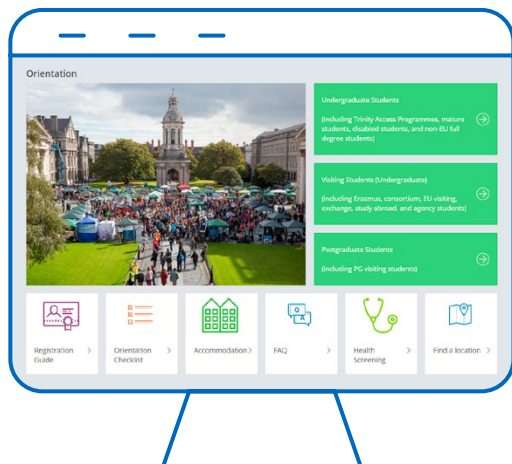 Orientation
Undergraduate Students
(including Trinity Access Programmes, mature
students, disabled students, and non-EU full
degree students)
Visiting Students (Undergraduate)
(including Erasmus, consortium, EU visiting,
exchange, study abroad, and agency students)
Postgraduate Students
(including PG visiting students)
Q
A
Registration
Guide
Orientation
Checklist
Accommodation
FAQ
Health
Screening
Find a location